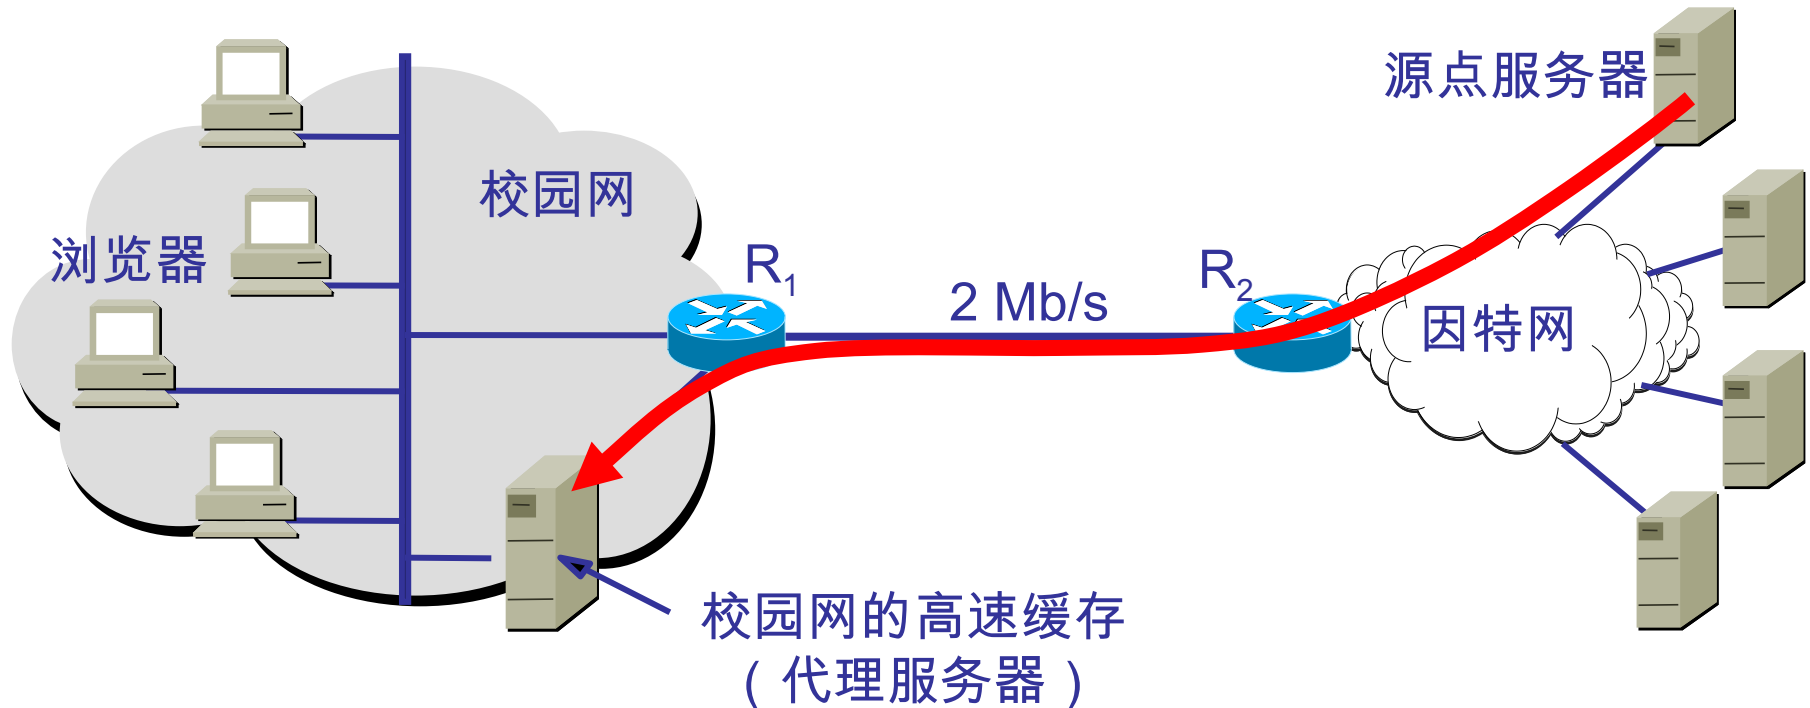 源点服务器
校园网
浏览器
R1
R2
2 Mb/s
因特网
校园网的高速缓存
（代理服务器）